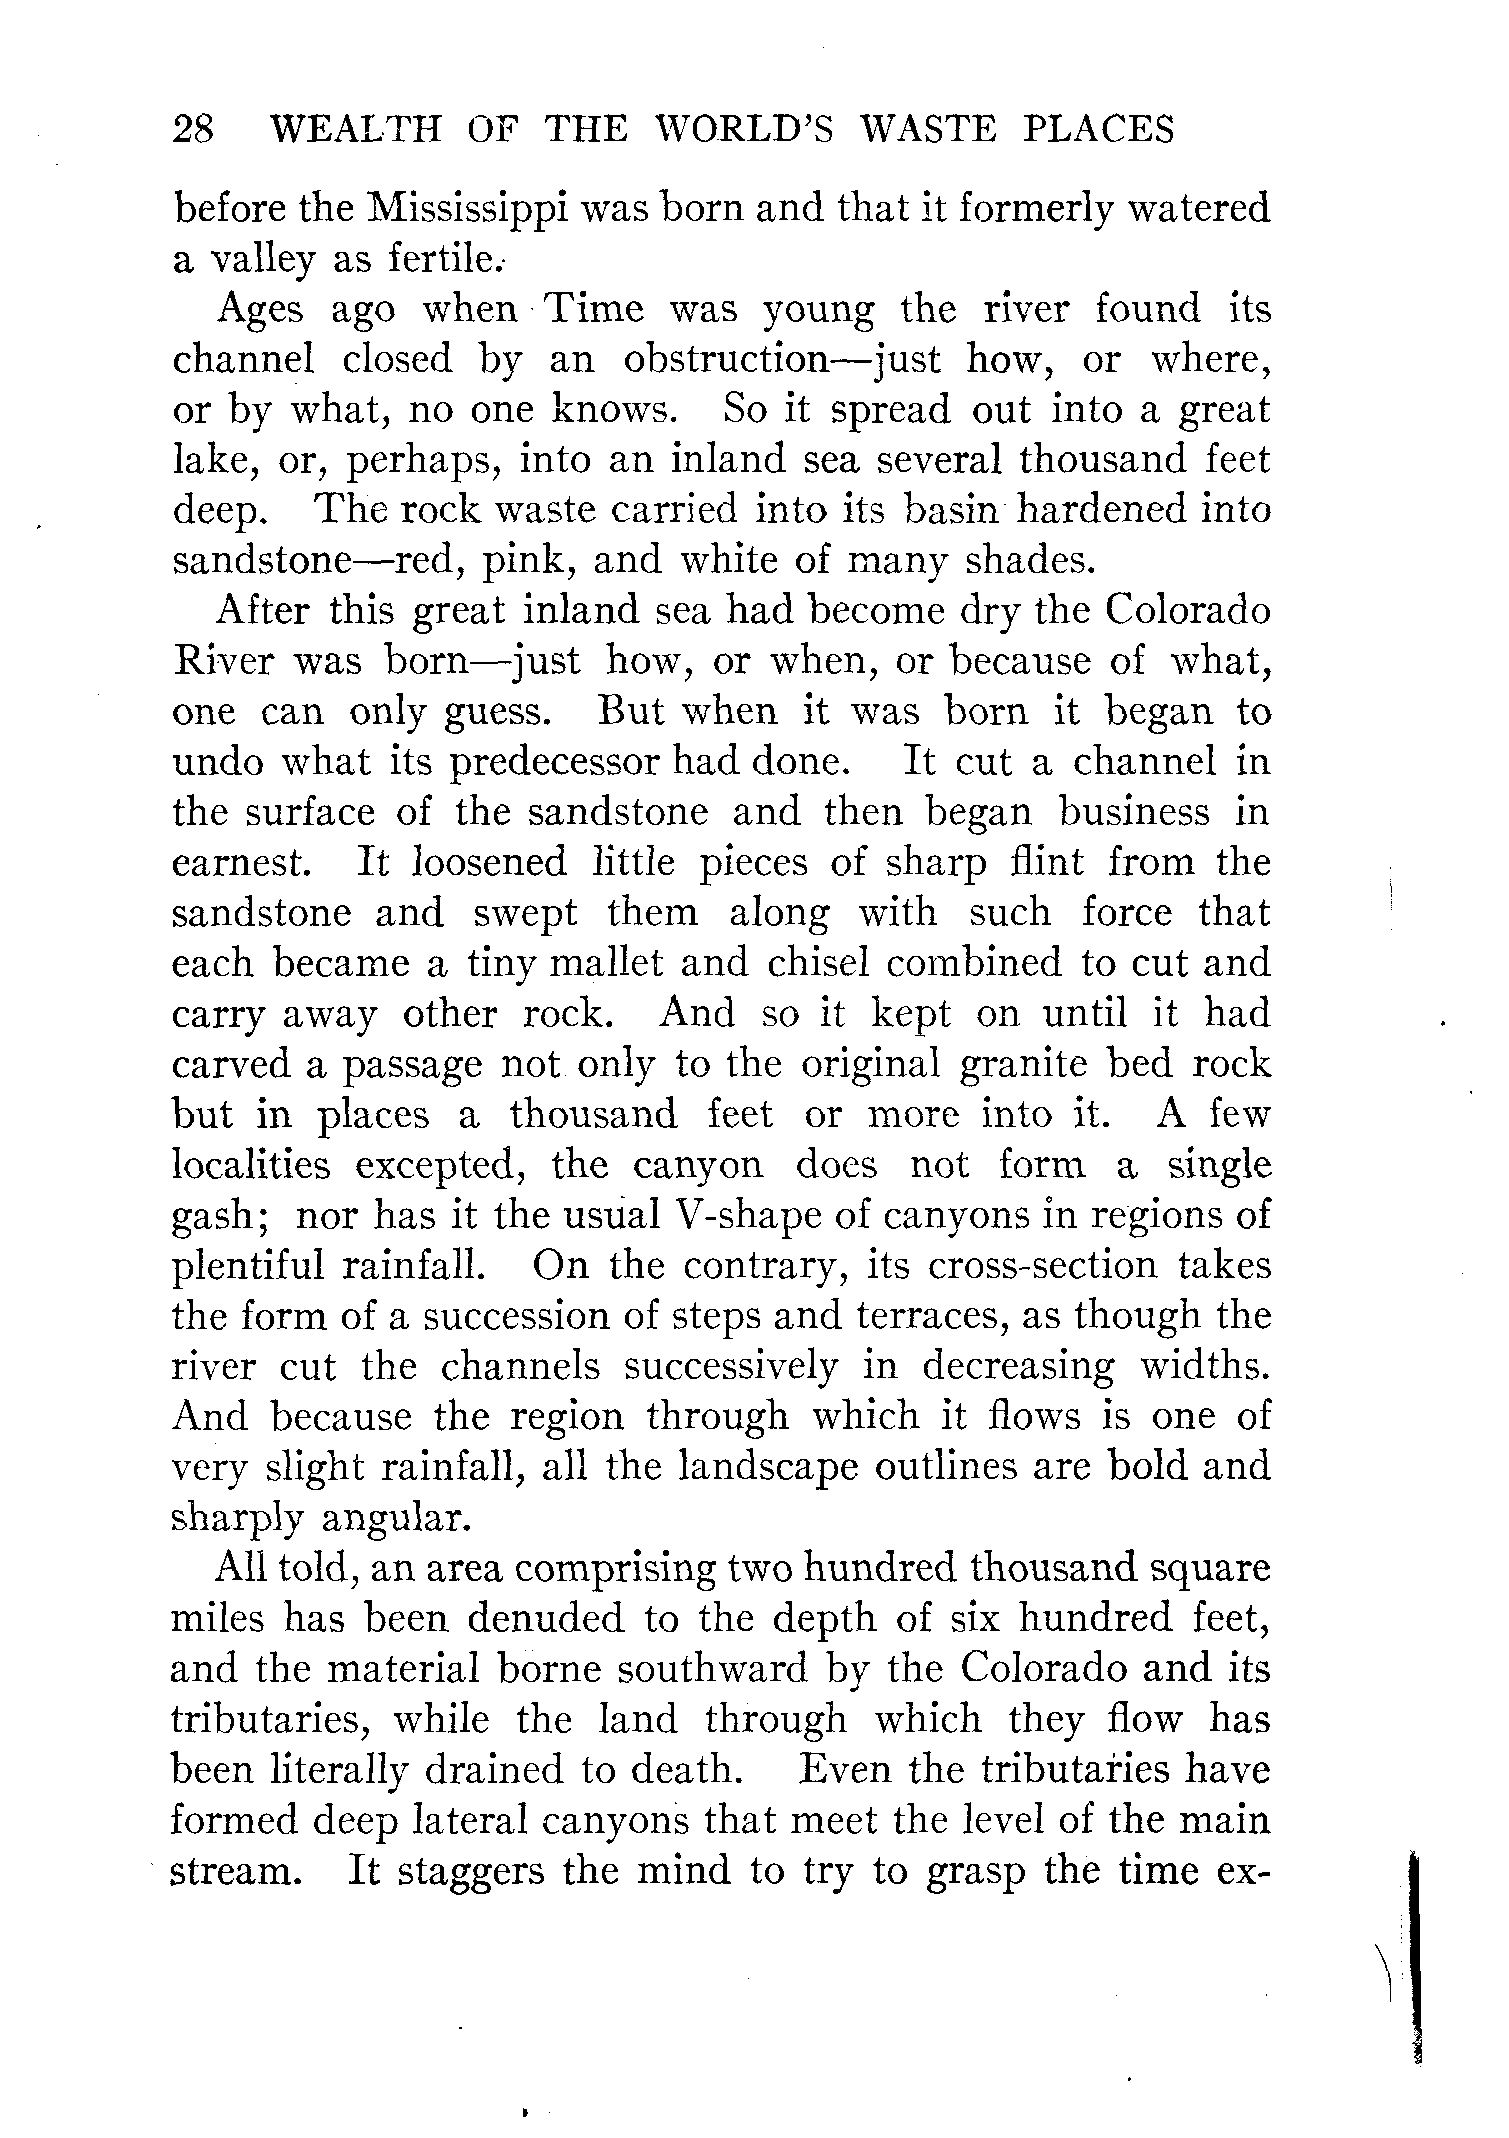 28 WEALTH OF THE WORLD'S WASTE PLACES
before the Mississippi was born and that it formerly watered
a valley as fertile.
Ages ago when Time was young the river found its
channel closed by an obstruction—just how, or where,
or by what, no one knows. So it spread out into a great
lake, or, perhaps, into an inland sea several thousand feet
deep. The rock waste carried into its basin hardened into
sandstone—red, pink, and white of many shades.
After this great inland sea had become dry the Colorado
River was born—just how, or when, or because of what,
one can only guess. But when it was born it began to
undo what its predecessor had done. It cut a channel in
the surface of the sandstone and then began business in
earnest. It loosened little pieces of sharp flint from the
sandstone and swept them along with such force that
each became a tiny mallet and chisel combined to cut and
carry away other rock. And so it kept on until it had
carved a passage not only to the original granite bed rock
but in places a thousand feet or more into it. A few
localities excepted, the canyon does not form a single
gash; nor has it the usual V-shape of canyons in regions of
plentiful rainfall. On the contrary, its cross-section takes
the form of a succession of steps and terraces, as though the
river cut the channels successively in decreasing widths.
And because the region through which it flows is one of
very slight rainfall, all the landscape outlines are bold and
sharply angular.
All told, an area comprising two hundred thousand square
miles has been denuded to the depth of six hundred feet,
and the material borne southward by the Colorado and its
tributaries, while the land through which they flow has
been literally drained to death. Even the tributaries have
formed deep lateral canyons that meet the level of the main
stream. It staggers the mind to try to grasp the time ex-